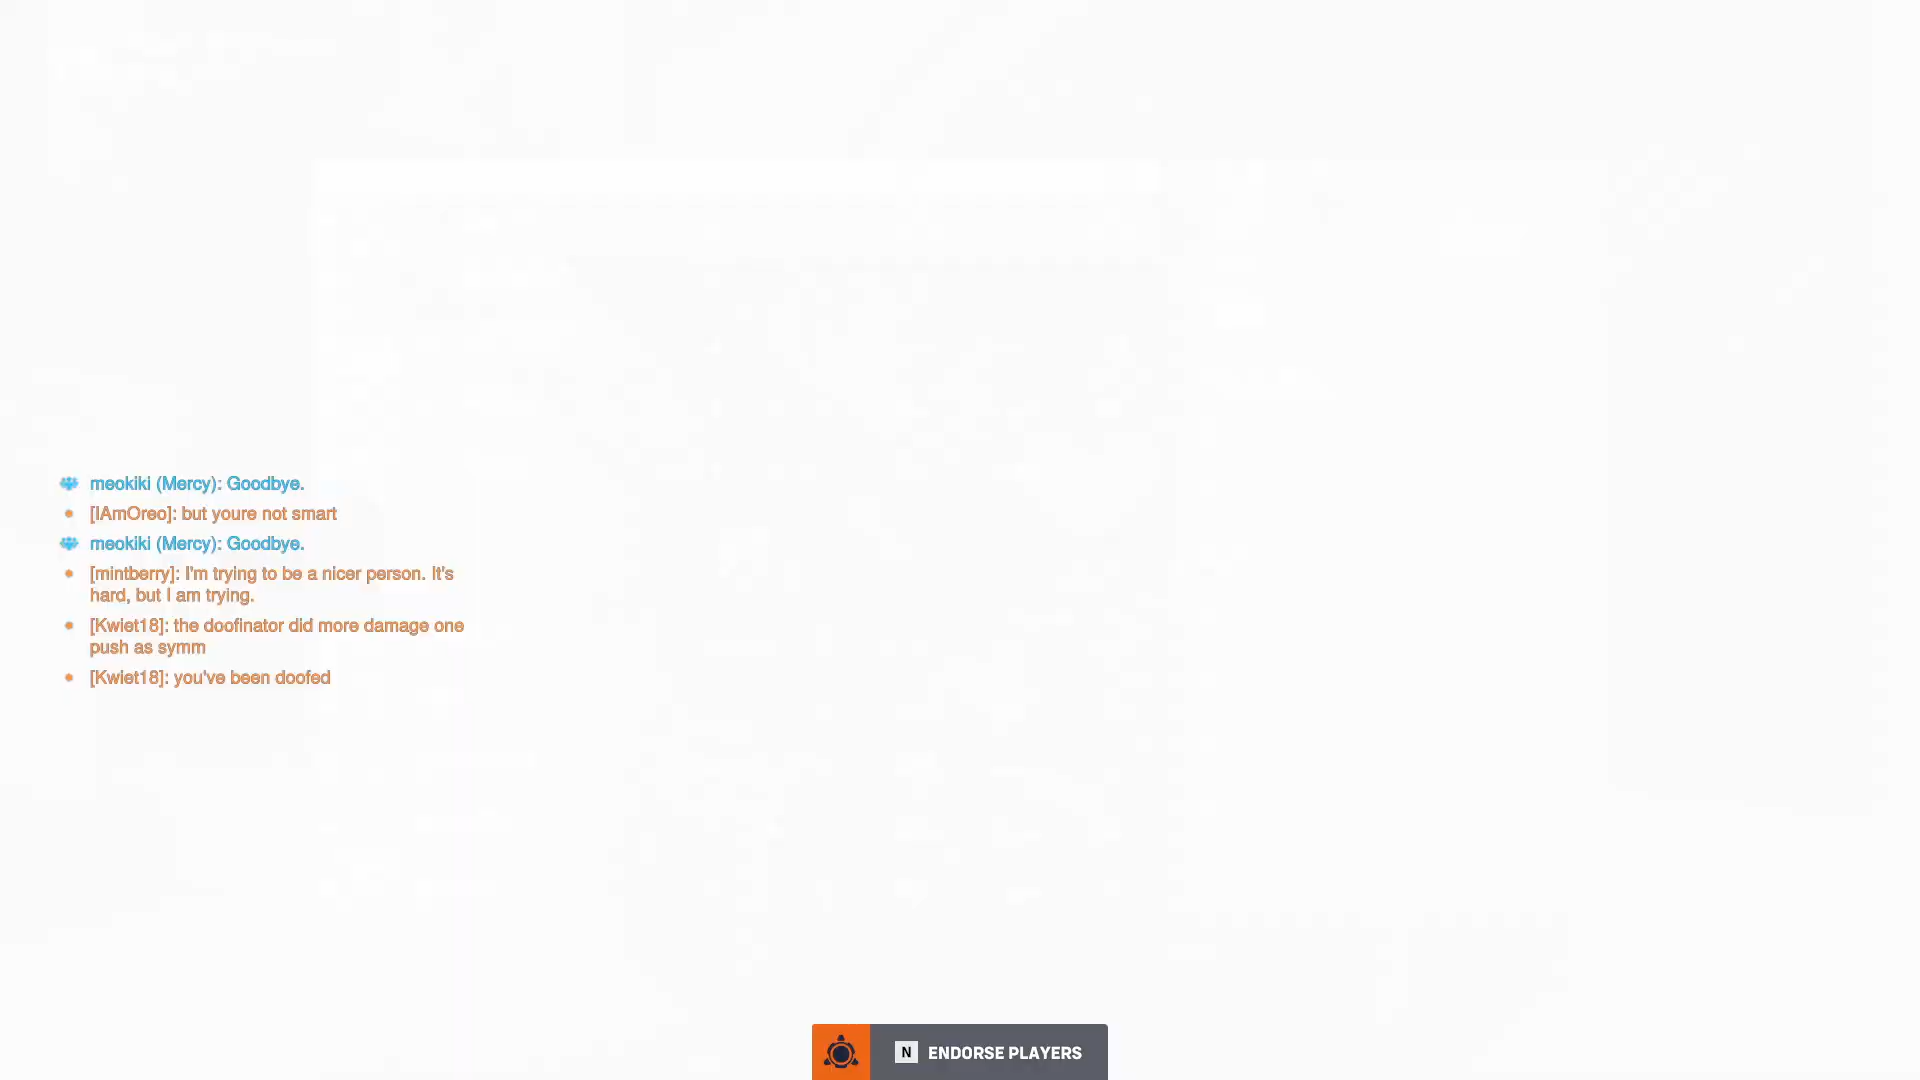 meokiki (Mercy): Goodbye.
[IAmOreo]: but youre not smart
meokiki (Mercy): Goodbye.
[mintberry]: I'm trying to be a nicer person. It's
hard, but I am trying.
[Kwiet18]: the doofinator did more damage one
push as symm
[Kwiet18]: you've been doofed
N ENDORSE PLAYERS